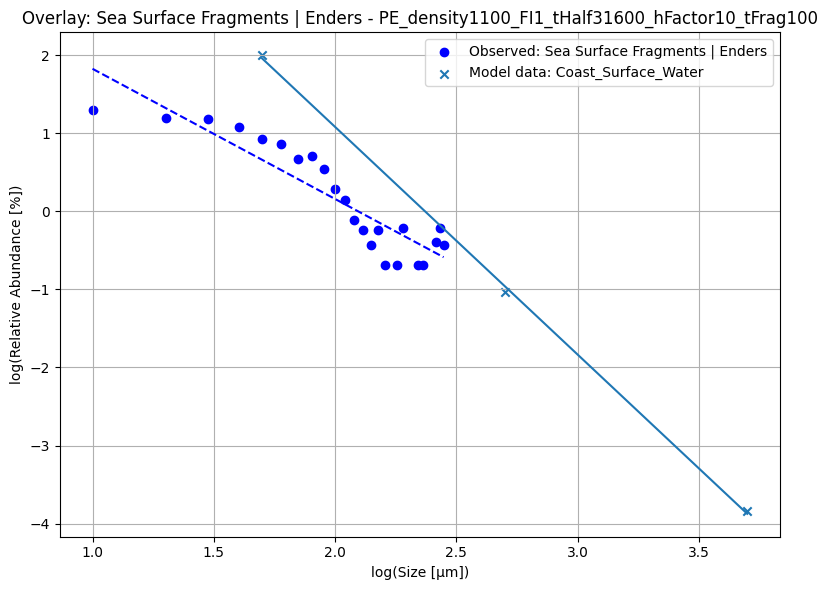 Overlay: Sea Surface Fragments | Enders - PE_density1100_FI1_tHalf31600_hFactor10_tFrag100
Observed: Sea Surface Fragments | Enders
Model data: Coast_Surface_Water
log(Relative Abundance [%])
2
1
0
−1
−2
−3
−4
1.0 1.5 2.0 2.5 3.0 3.5
log(Size [µm])